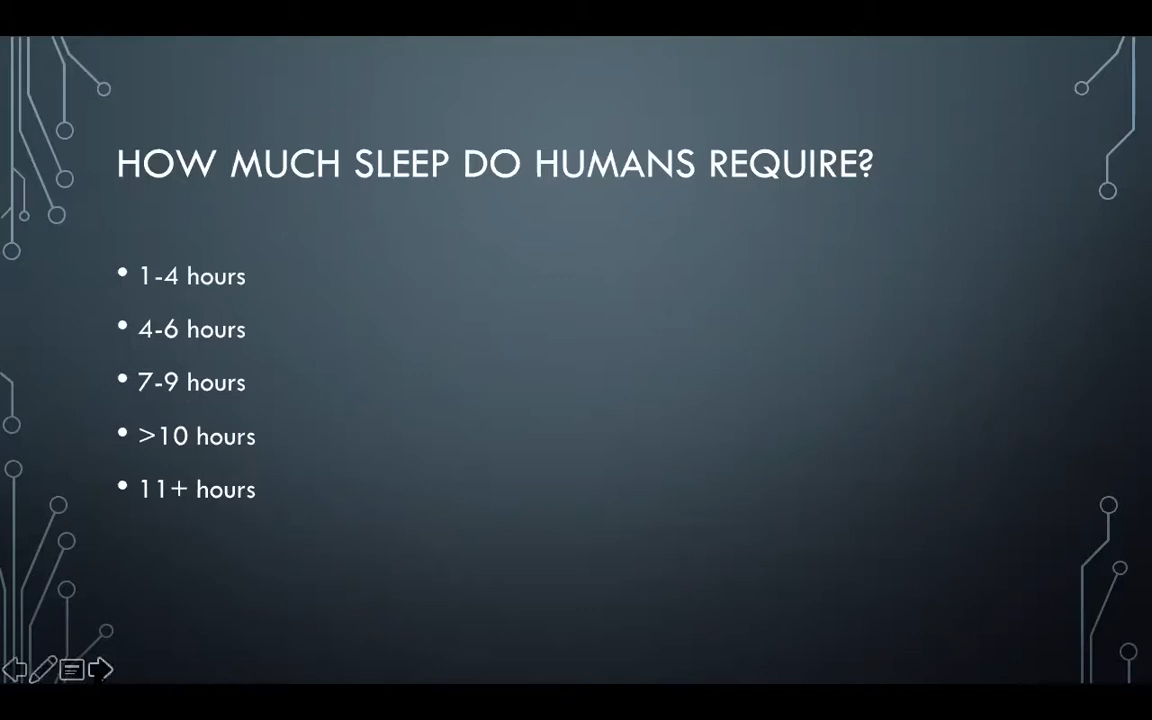 HOW MUCH SLEEP DO HUMANS REQUIRE?
• 1-4 hours
• 4-6 hours
• 7-9 hours
• >10 hours
• 11+ hours